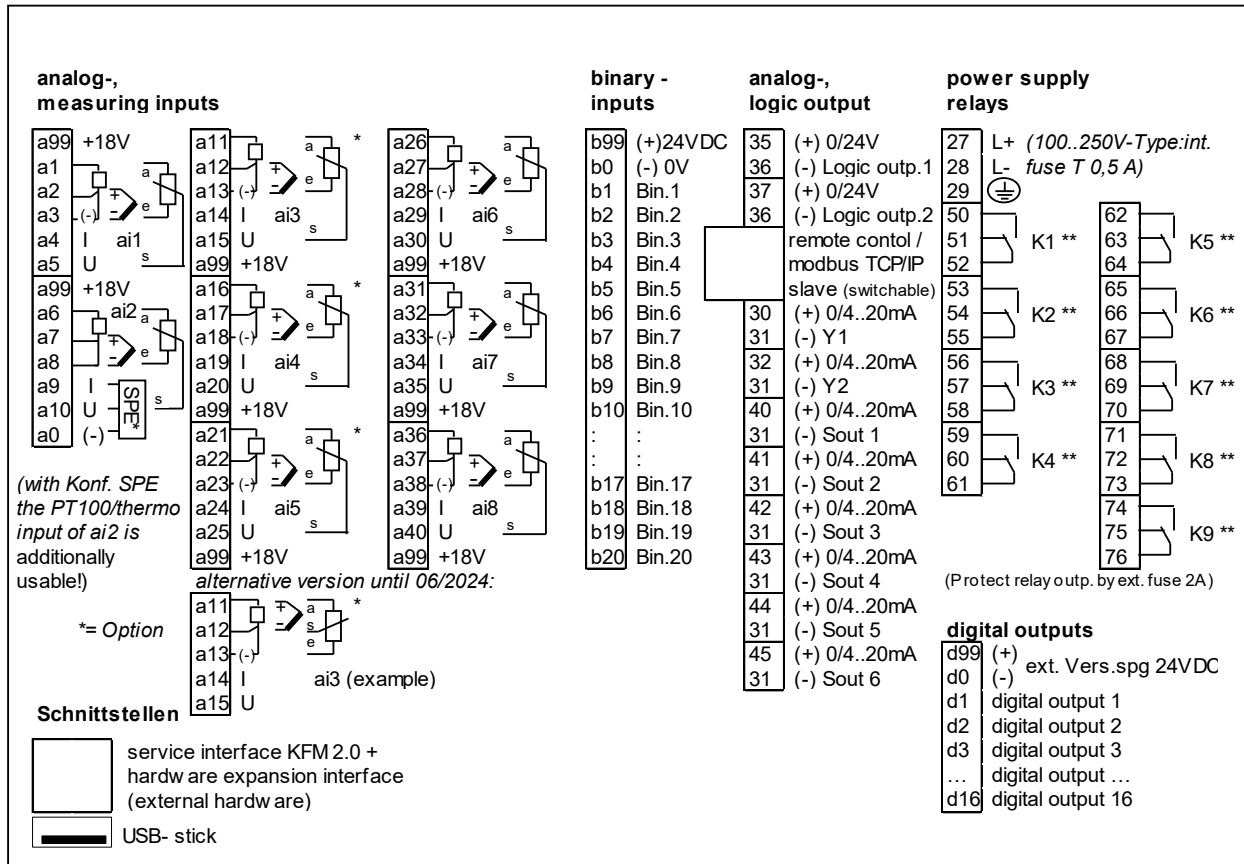 analog-,
measuring inputs
a99 +18V
a1
a2
a3 (-)
a4 I ai1
a5 U
a e s
a99 +18V
a6 ai2
a7
a8
a9 I
a10 U
a0 (-)
SPE*
a e s
(with Konf. SPE
the PT100/thermo
input of ai2 is
additionally
usable!)
*= Option
a11
a12
a13 (-)
a14 I ai3
a15 U
a99 +18V
a e s *
a16
a17
a18 (-)
a19 I ai4
a20 U
a99 +18V
a e s *
a21
a22
a23 (-)
a24 I ai5
a25 U
a99 +18V
a e s *
alternative version until 06/2024:
a11
a12
a13 (-)
a14 I ai3 (example)
a15 U
a s e *
a26
a27
a28 (-)
a29 I ai6
a30 U
a99 +18V
a e s
a31
a32
a33 (-)
a34 I ai7
a35 U
a99 +18V
a e s
a36
a37
a38 (-)
a39 I ai8
a40 U
a99 +18V
a e s
binary -
inputs
b99 (+)24VDC
b0 (-) 0V
b1 Bin.1
b2 Bin.2
b3 Bin.3
b4 Bin.4
b5 Bin.5
b6 Bin.6
b7 Bin.7
b8 Bin.8
b9 Bin.9
b10 Bin.10
: :
: :
b17 Bin.17
b18 Bin.18
b19 Bin.19
b20 Bin.20
analog-,
logic output
35 (+) 0/24V
36 (-) Logic outp.1
37 (+) 0/24V
36 (-) Logic outp.2
remote contol /
modbus TCP/IP
slave (switchable)
30 (+) 0/4..20mA
31 (-) Y1
32 (+) 0/4..20mA
31 (-) Y2
40 (+) 0/4..20mA
31 (-) Sout 1
41 (+) 0/4..20mA
31 (-) Sout 2
42 (+) 0/4..20mA
31 (-) Sout 3
43 (+) 0/4..20mA
31 (-) Sout 4
44 (+) 0/4..20mA
31 (-) Sout 5
45 (+) 0/4..20mA
31 (-) Sout 6
power supply
relays
27 L+ (100..250V-Type:int.
28 L- fuse T 0,5 A)
29
50
51 K1 **
52
53
54 K2 **
55
56
57 K3 **
58
59
60 K4 **
61
62
63 K5 **
64
65
66 K6 **
67
68
69 K7 **
70
71
72 K8 **
73
74
75 K9 **
76
(Protect relay outp. by ext. fuse 2A)
digital outputs
d99 (+)
ext. Vers.spg 24VDC
d0 (-)
d1 digital output 1
d2 digital output 2
d3 digital output 3
... digital output ...
d16 digital output 16
Schnittstellen
service interface KFM 2.0 +
hardware expansion interface
(external hardware)
USB- stick